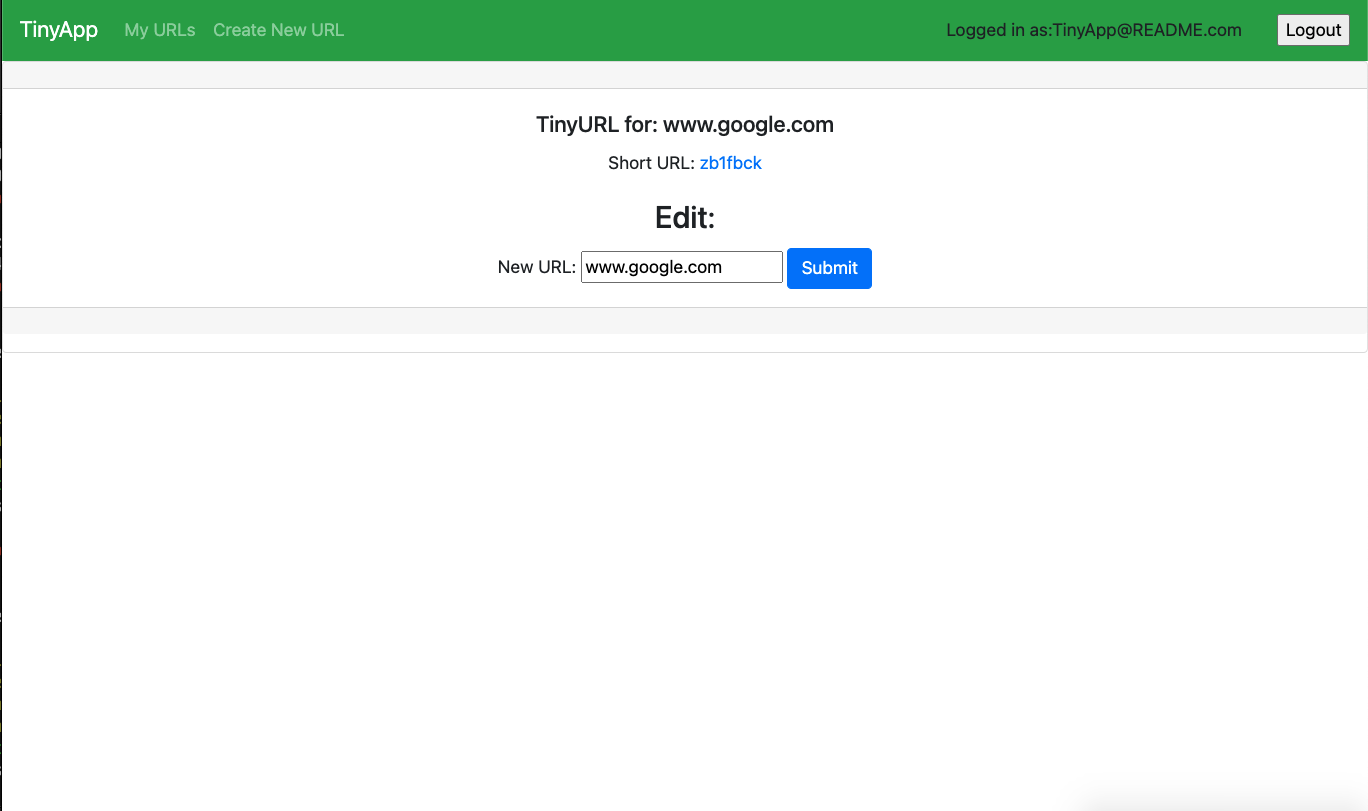 TinyApp My URLs Create New URL Logged in as:TinyApp@README.com Logout
TinyURL for: www.google.com
Short URL: zb1fbck
Edit:
New URL: www.google.com Submit